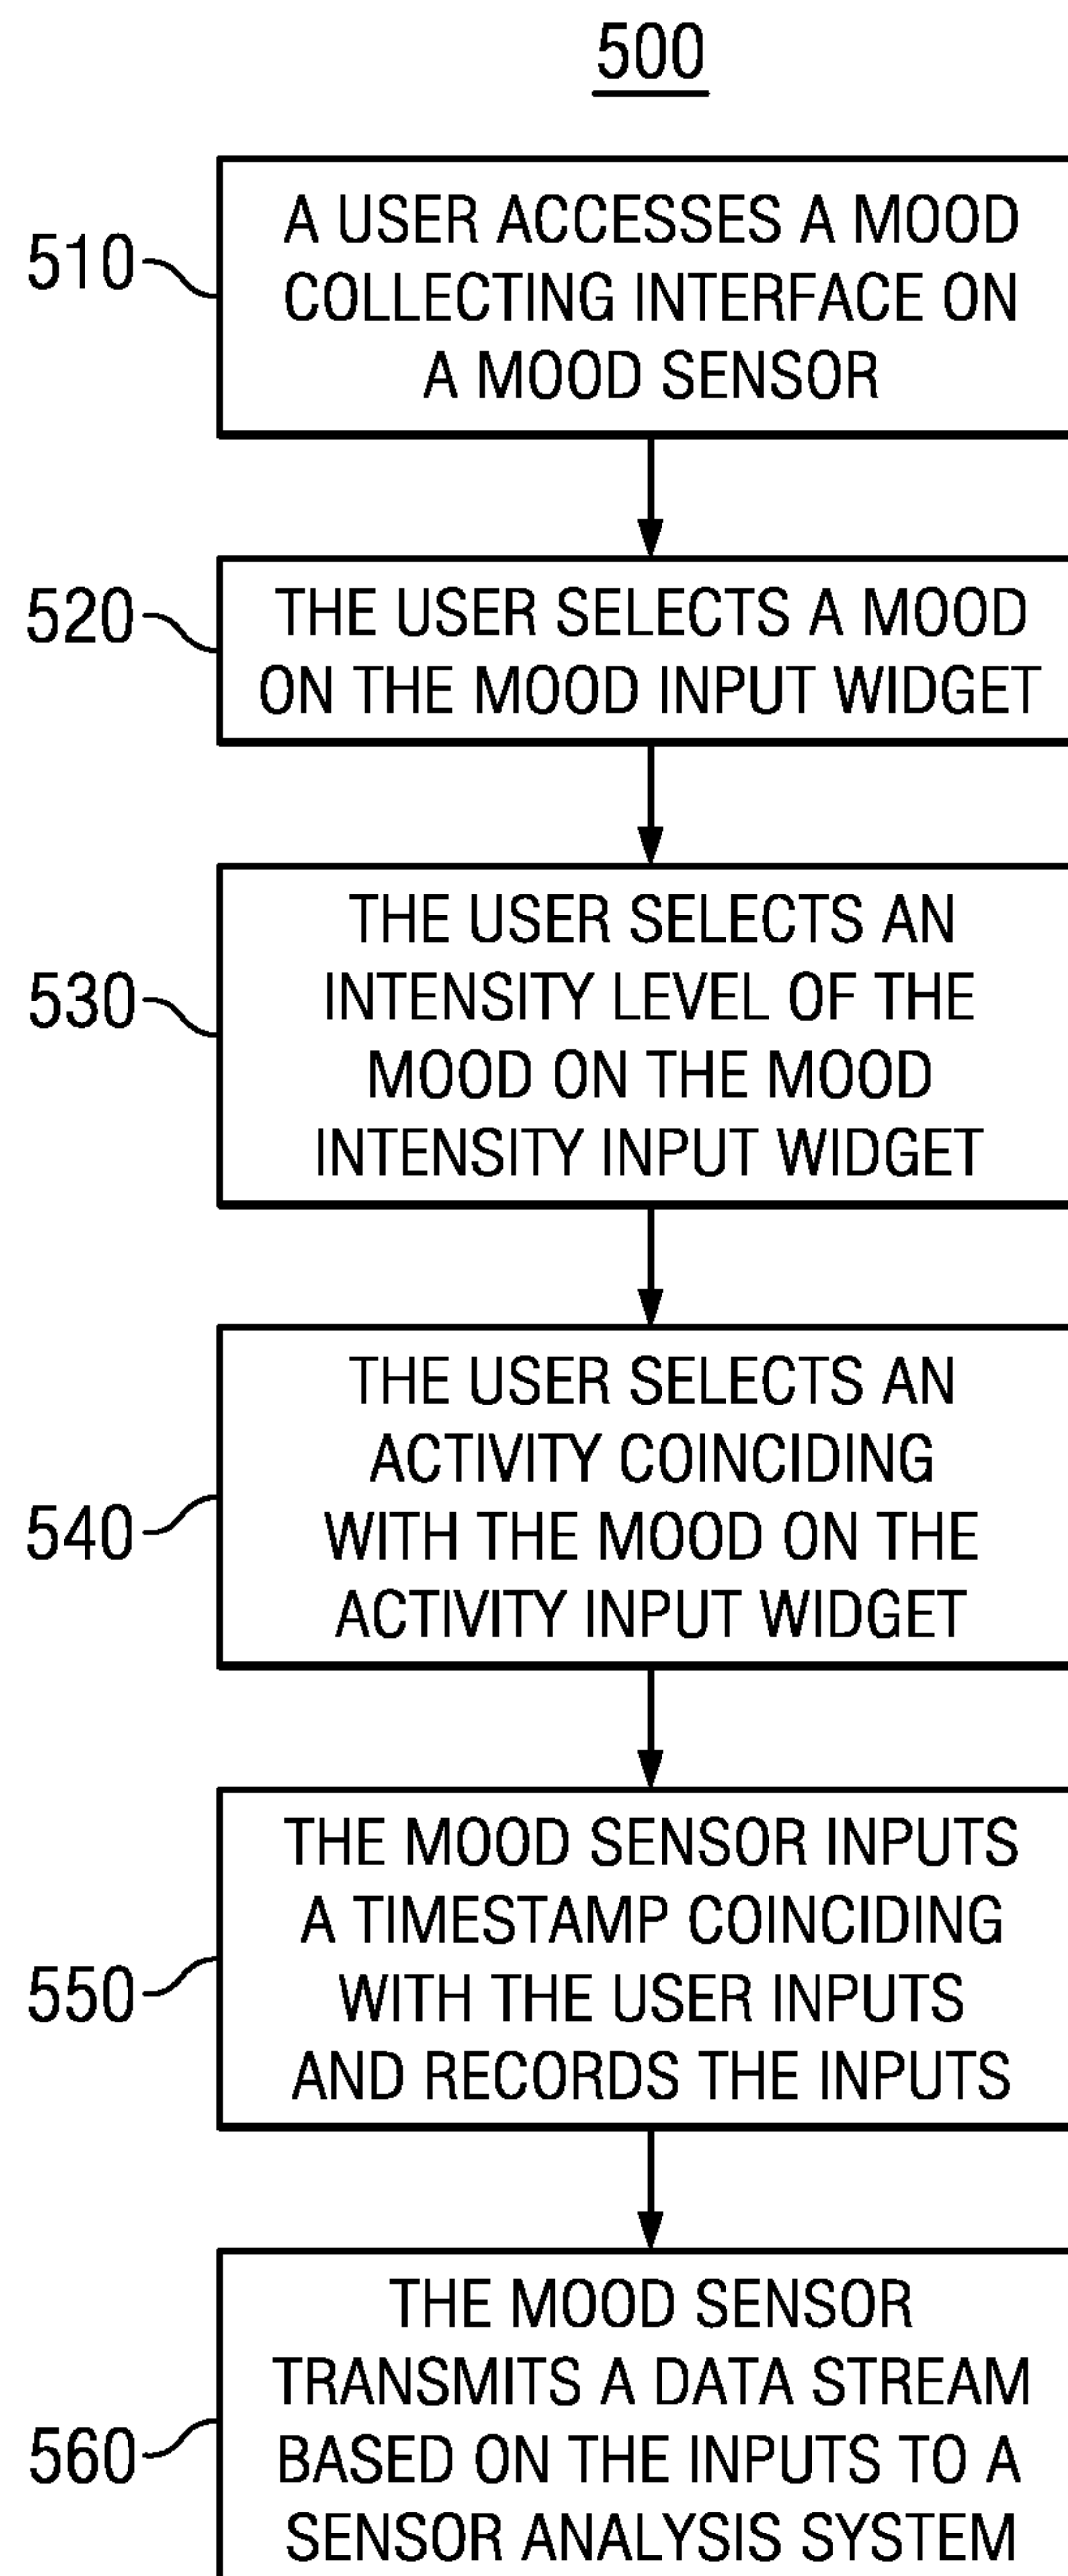 500
510
A USER ACCESSES A MOOD
COLLECTING INTERFACE ON
A MOOD SENSOR
520
THE USER SELECTS A MOOD
ON THE MOOD INPUT WIDGET
530
THE USER SELECTS AN
INTENSITY LEVEL OF THE
MOOD ON THE MOOD
INTENSITY INPUT WIDGET
540
THE USER SELECTS AN
ACTIVITY COINCIDING
WITH THE MOOD ON THE
ACTIVITY INPUT WIDGET
550
THE MOOD SENSOR INPUTS
A TIMESTAMP COINCIDING
WITH THE USER INPUTS
AND RECORDS THE INPUTS
560
THE MOOD SENSOR
TRANSMITS A DATA STREAM
BASED ON THE INPUTS TO A
SENSOR ANALYSIS SYSTEM